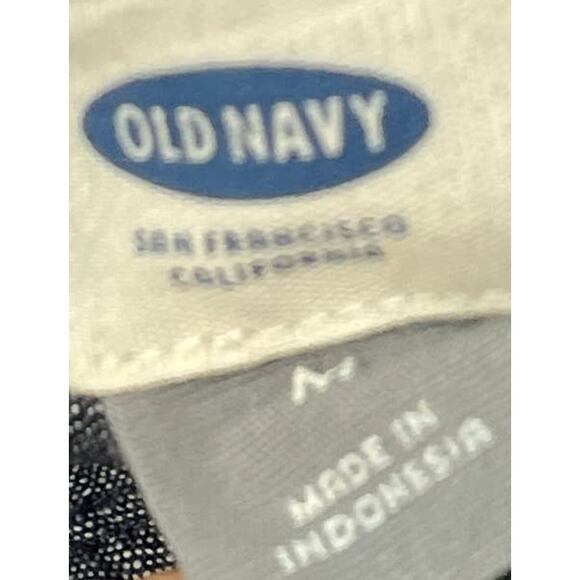 OLD NAVY
SAN FRANCISCO
CALIFORNIA
M
MADE IN
INDONESIA